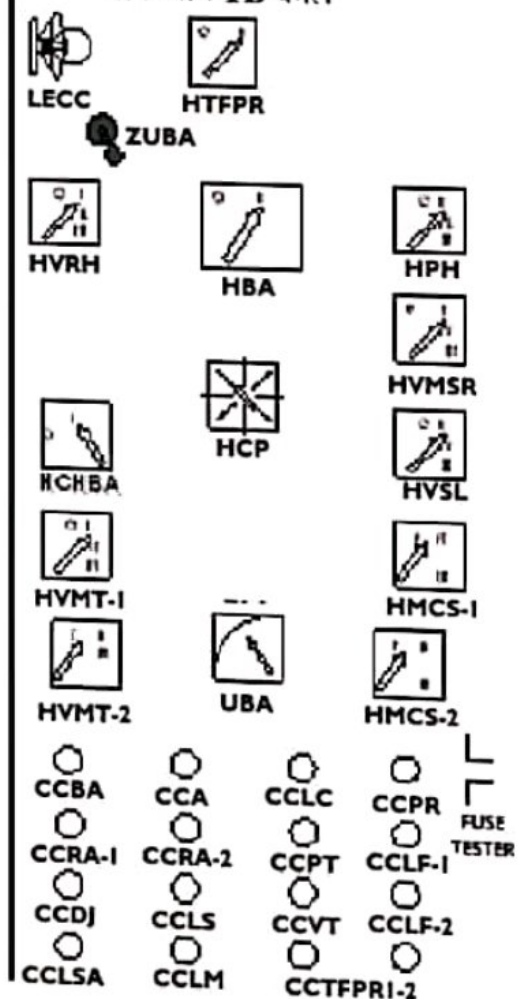 LECC HTFPR
ZUBA
HVRH HBA HPH
HVMSR
HCP
HCHBA HVSL
HVMT-1 HMCS-1
UBA
HVMT-2 HMCS-2
CCBA CCA CCLC CCPR
FUSE
TESTER
CCRA-1 CCRA-2 CCPT CCLF-1
CCDJ CCLS CCVT CCLF-2
CCLSA CCLM CCTFPR1-2